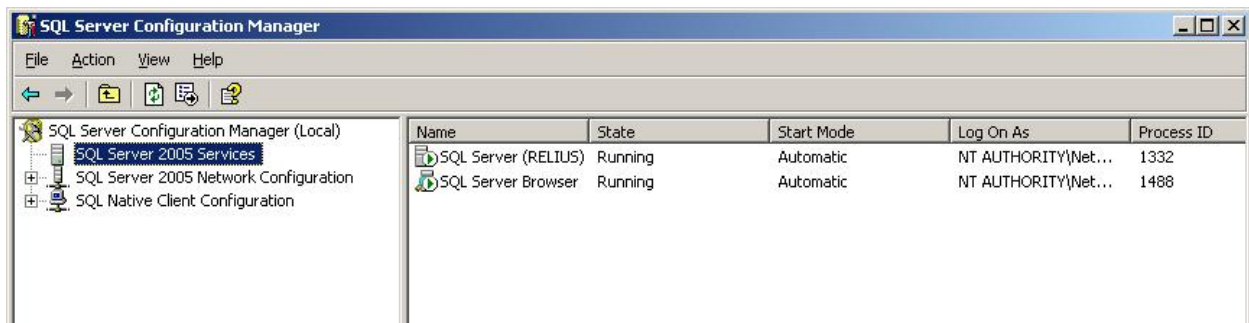 SQL Server Configuration Manager
File Action View Help
SQL Server Configuration Manager (Local)
SQL Server 2005 Services
SQL Server 2005 Network Configuration
SQL Native Client Configuration
Name State Start Mode Log On As Process ID
SQL Server (RELIUS) Running Automatic NT AUTHORITY\Net... 1332
SQL Server Browser Running Automatic NT AUTHORITY\Net... 1488